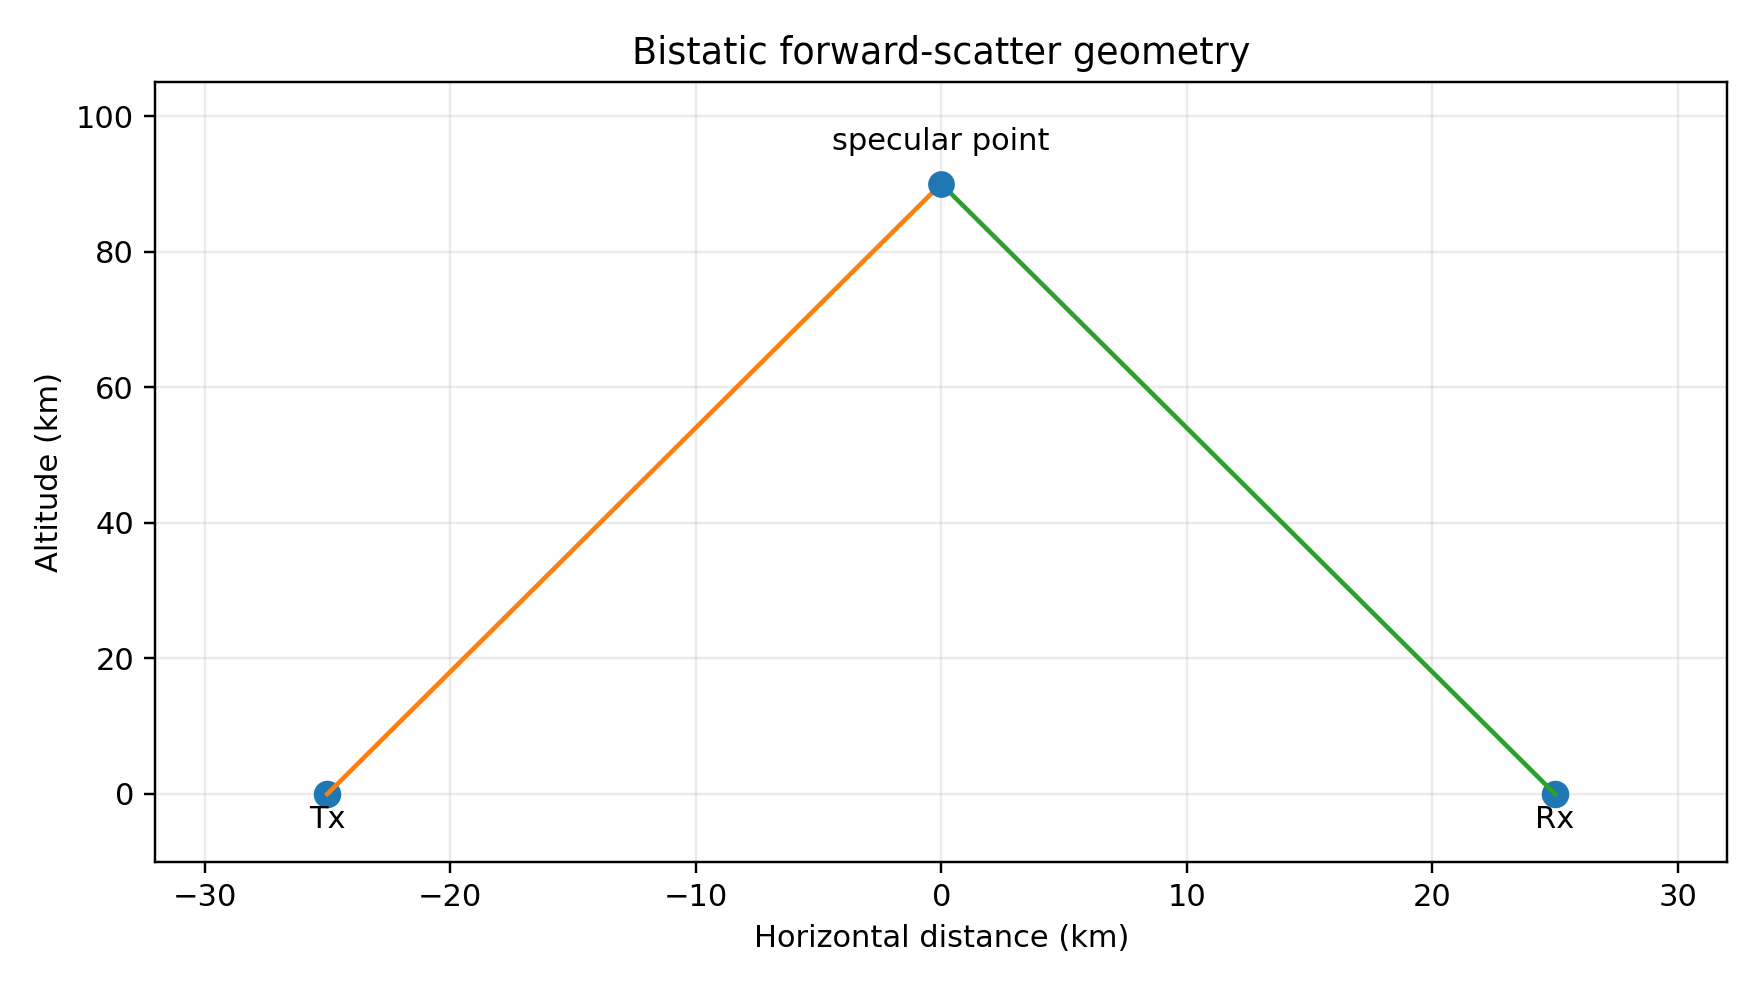 Bistatic forward-scatter geometry
100
80
60
40
20
0
Altitude (km)
specular point
Tx
Rx
−30
−20
−10
0
10
20
30
Horizontal distance (km)